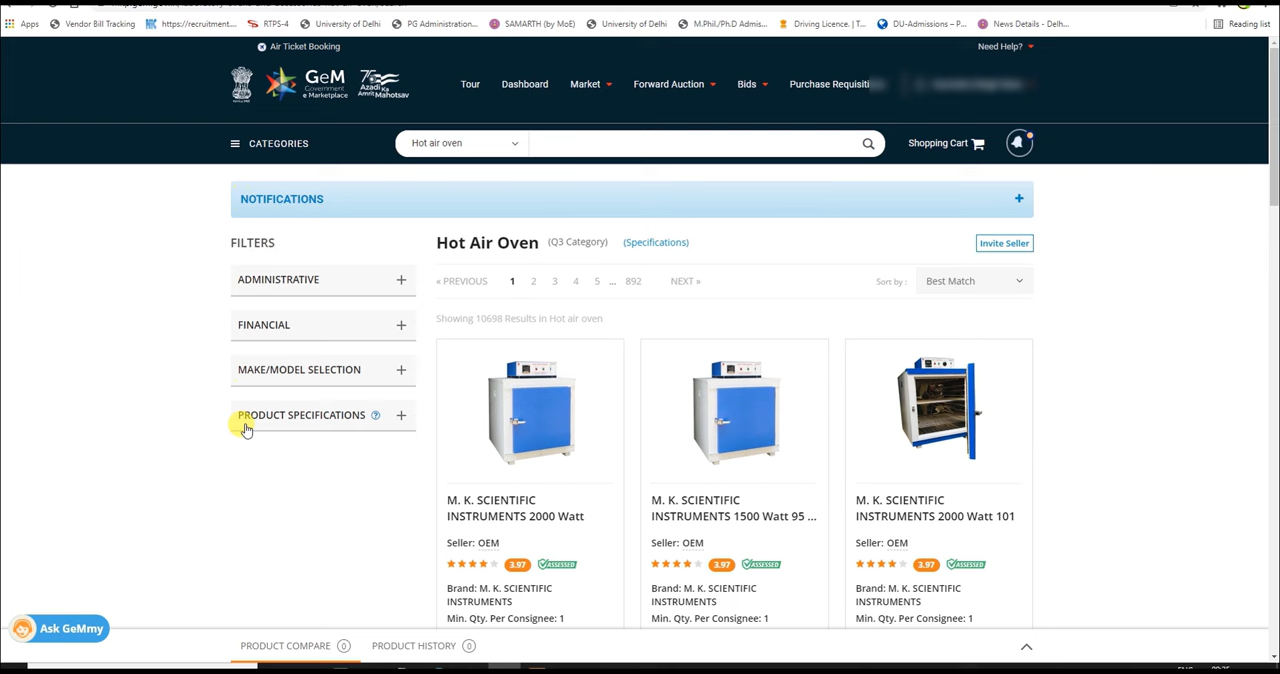 Apps Vendor Bill Tracking https://recruitment.... RTPS-4 University of Delhi PG Administration... SAMARTH (by MoE) University of Delhi M.Phil/Ph.D Admis... Driving Licence. | T... DU-Admissions – P... News Details - Delh... Reading list
Air Ticket Booking Need Help?
GeM Government e Marketplace
75 Azadi Ka Amrit Mahotsav
Tour Dashboard Market Forward Auction Bids Purchase Requisiti
CATEGORIES Hot air oven Shopping Cart
NOTIFICATIONS +
FILTERS
Hot Air Oven (Q3 Category) (Specifications) Invite Seller
ADMINISTRATIVE +
« PREVIOUS 1 2 3 4 5 ... 892 NEXT » Sort by : Best Match
Showing 10698 Results in Hot air oven
FINANCIAL +
MAKE/MODEL SELECTION +
PRODUCT SPECIFICATIONS ? +
M. K. SCIENTIFIC
INSTRUMENTS 2000 Watt
Seller: OEM
3.97 ASSESSED
Brand: M. K. SCIENTIFIC
INSTRUMENTS
Min. Qty. Per Consignee: 1
M. K. SCIENTIFIC
INSTRUMENTS 1500 Watt 95 ...
Seller: OEM
3.97 ASSESSED
Brand: M. K. SCIENTIFIC
INSTRUMENTS
Min. Qty. Per Consignee: 1
M. K. SCIENTIFIC
INSTRUMENTS 2000 Watt 101
Seller: OEM
3.97 ASSESSED
Brand: M. K. SCIENTIFIC
INSTRUMENTS
Min. Qty. Per Consignee: 1
Ask GeMmy
PRODUCT COMPARE 0 PRODUCT HISTORY 0